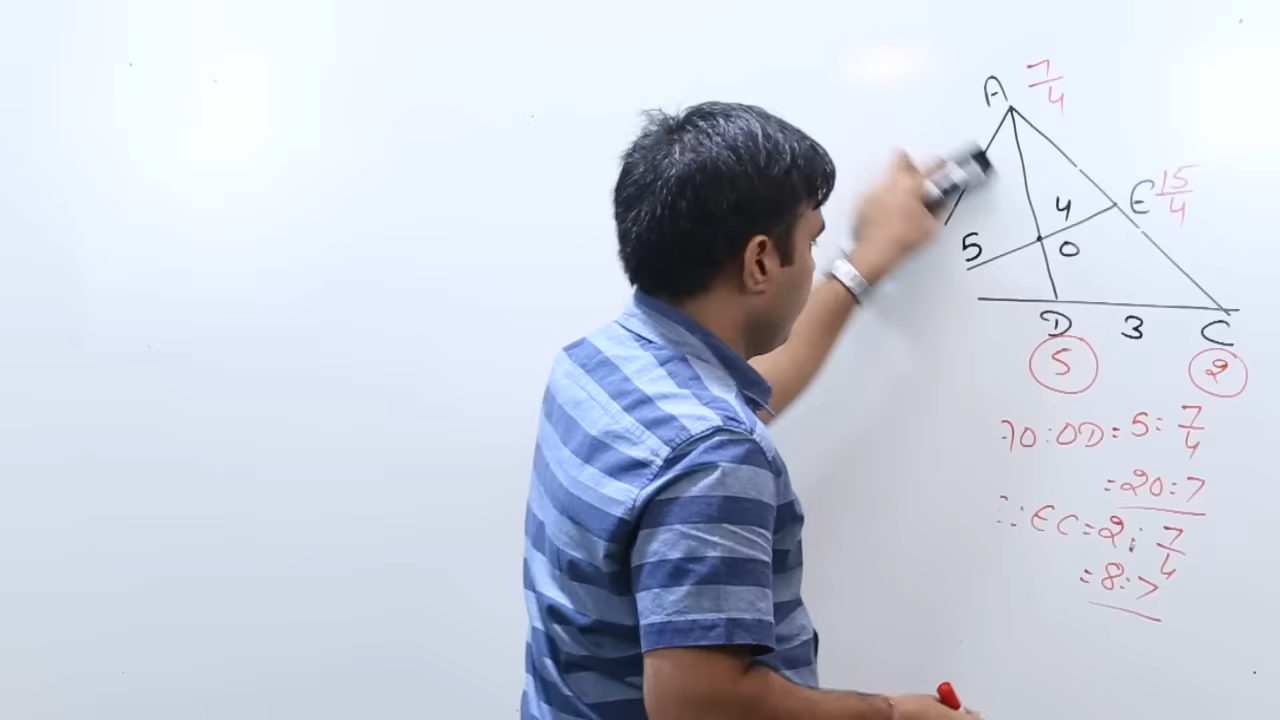 A 7/4
E 15/4
4
5 O
D 3 C
5 2
O : OD = 5 : 7/4
= 20 : 7
: EC = 2 : 7/4
= 8 : 7